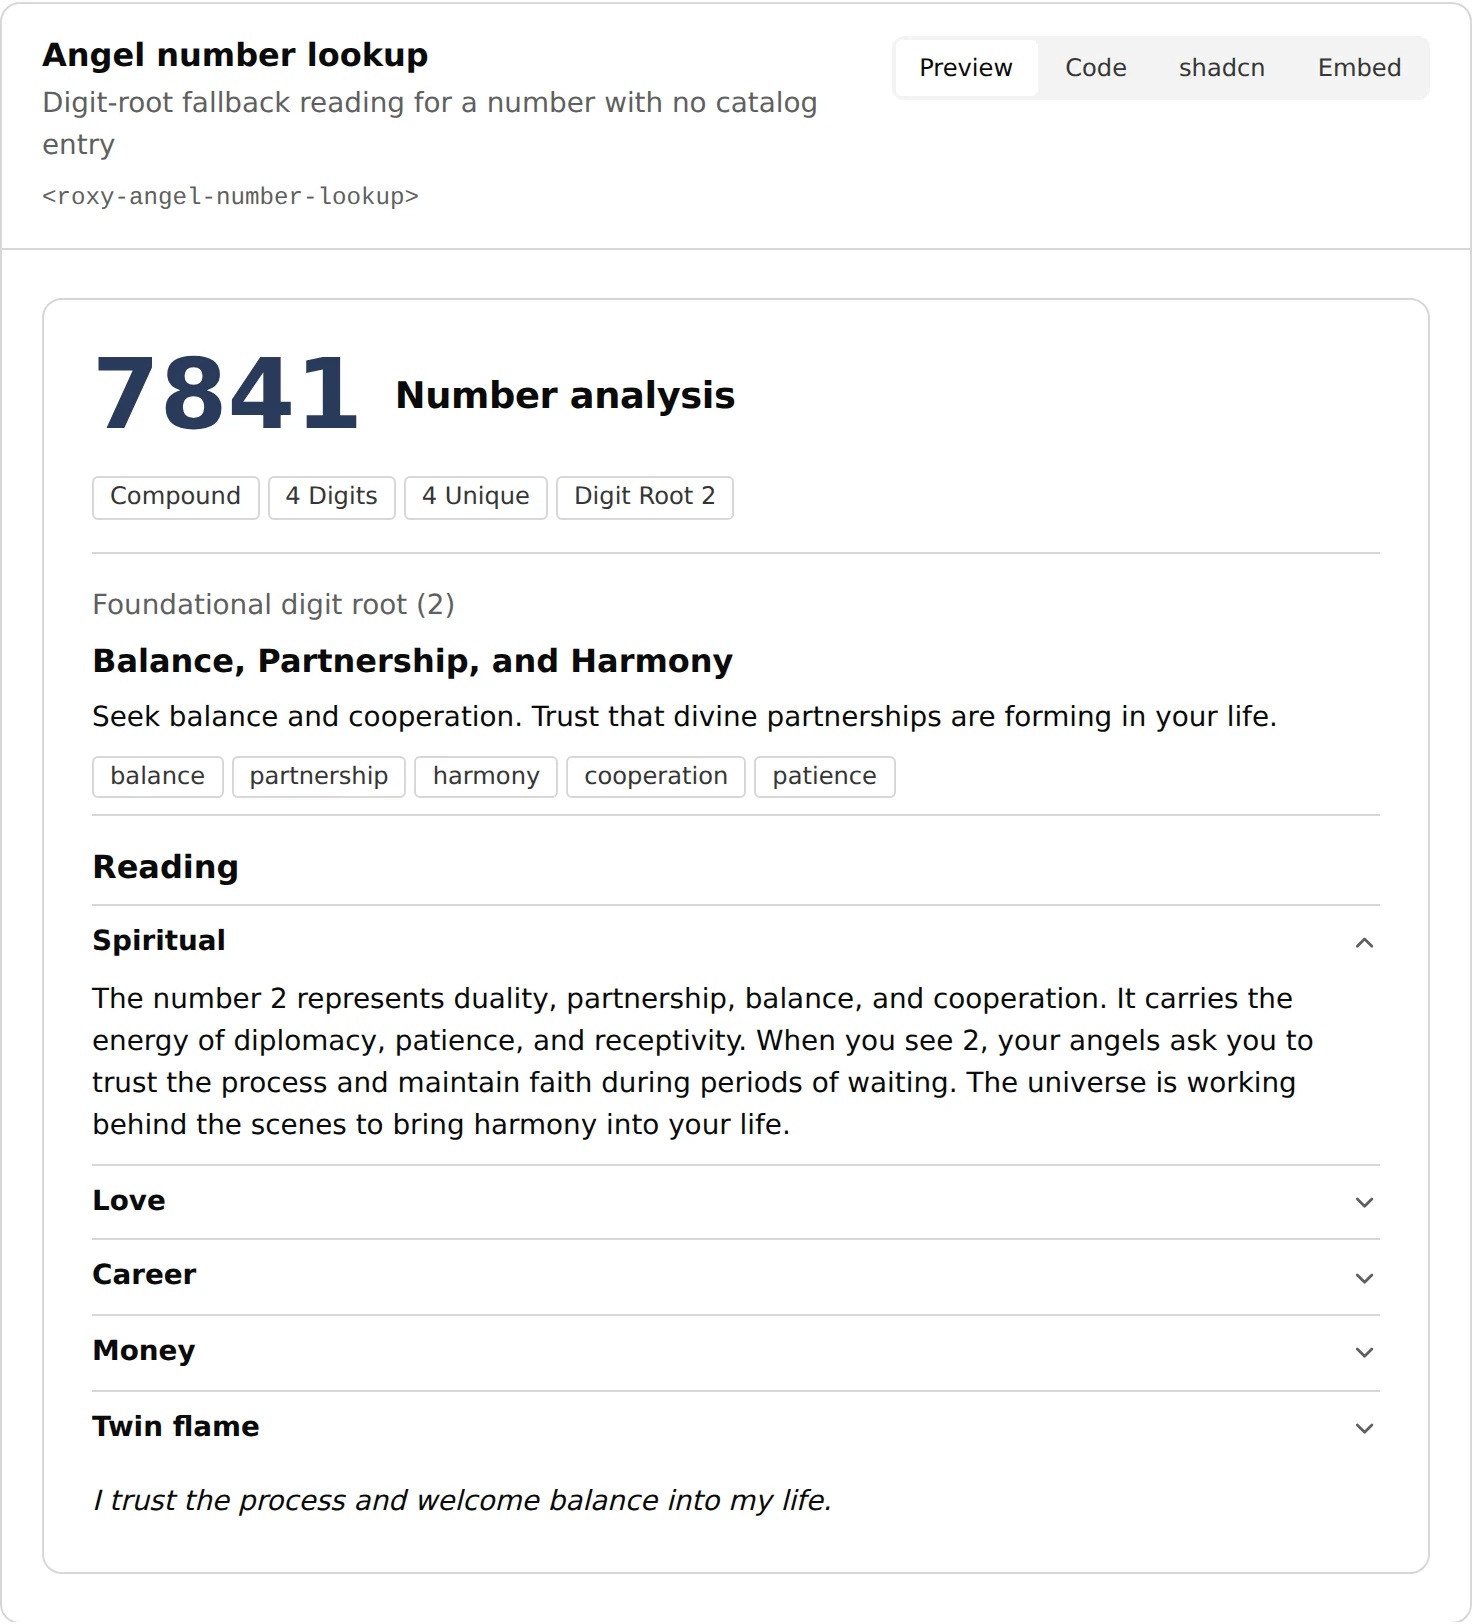 Angel number lookup
Preview Code shadcn Embed
Digit-root fallback reading for a number with no catalog
entry
<roxy-angel-number-lookup>
7841 Number analysis
Compound 4 Digits 4 Unique Digit Root 2
Foundational digit root (2)
Balance, Partnership, and Harmony
Seek balance and cooperation. Trust that divine partnerships are forming in your life.
balance partnership harmony cooperation patience
Reading
Spiritual
The number 2 represents duality, partnership, balance, and cooperation. It carries the
energy of diplomacy, patience, and receptivity. When you see 2, your angels ask you to
trust the process and maintain faith during periods of waiting. The universe is working
behind the scenes to bring harmony into your life.
Love
Career
Money
Twin flame
I trust the process and welcome balance into my life.